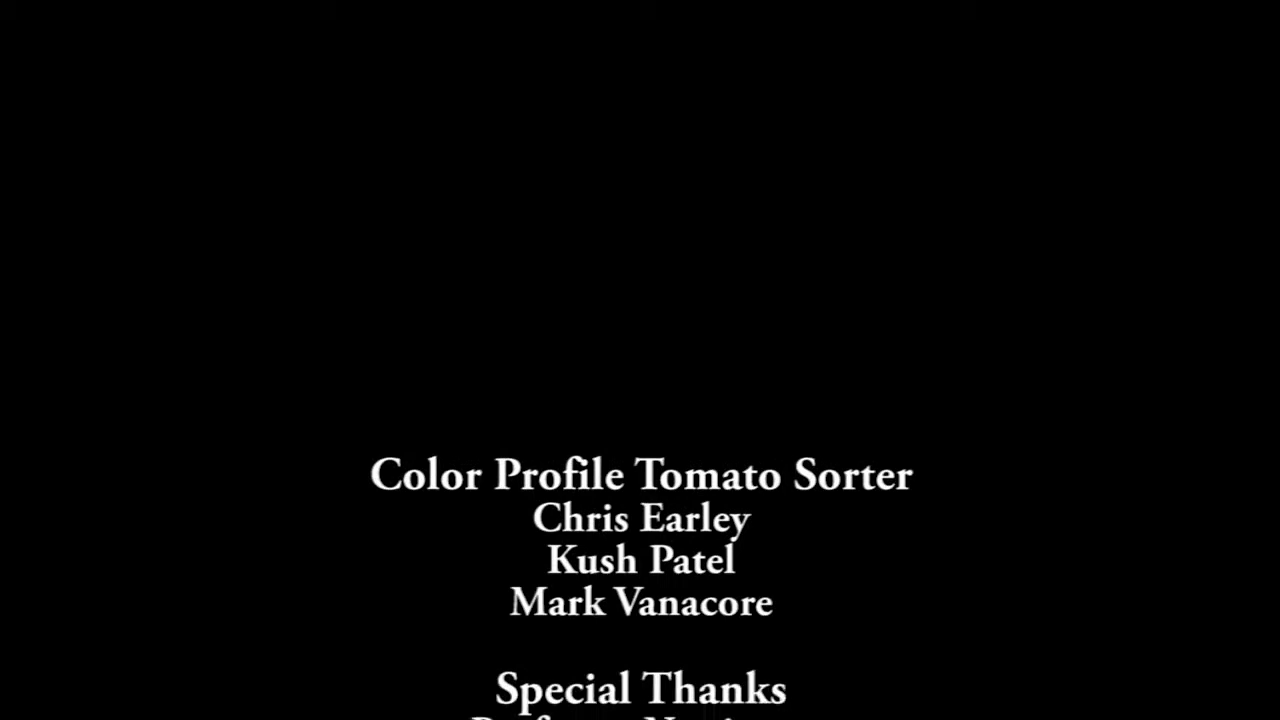 Color Profile Tomato Sorter
Chris Earley
Kush Patel
Mark Vanacore
Special Thanks